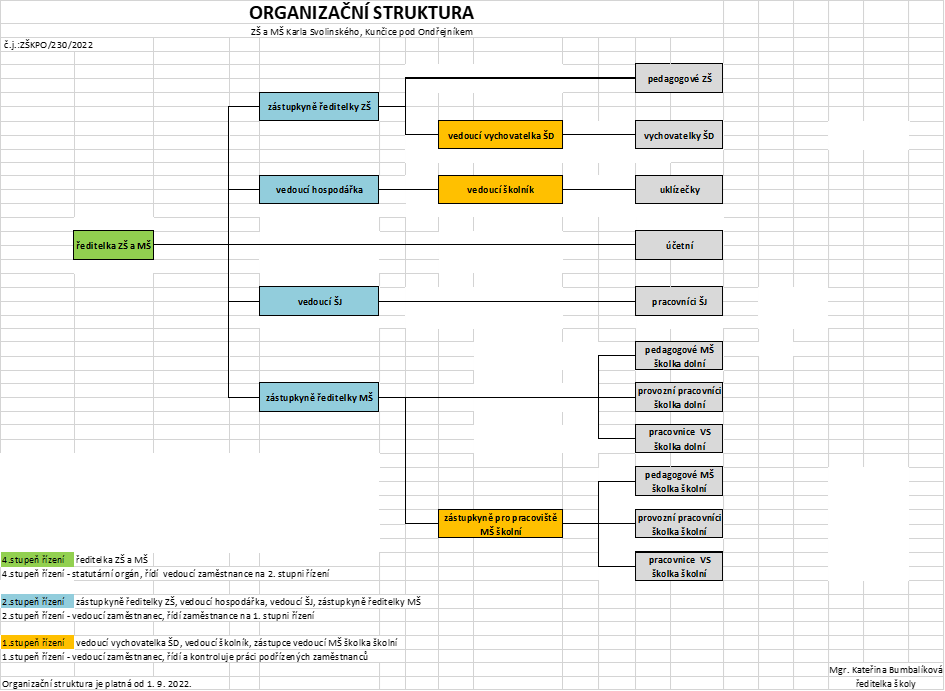 ORGANIZAČNÍ STRUKTURA
ZŠ a MŠ Karla Svolinského, Kunčice pod Ondřejníkem
č.j.:ZŠKPO/230/2022
pedagogové ZŠ
zástupkyně ředitelky ZŠ
vedoucí vychovatelka ŠD
vychovatelky ŠD
vedoucí hospodářka
vedoucí školník
uklízečky
ředitelka ZŠ a MŠ
účetní
vedoucí ŠJ
pracovníci ŠJ
pedagogové MŠ
školka dolní
zástupkyně ředitelky MŠ
provozní pracovníci
školka dolní
pracovnice VS
školka dolní
pedagogové MŠ
školka školní
zástupkyně pro pracoviště
MŠ školní
provozní pracovníci
školka školní
pracovnice VS
školka školní
4.stupeň řízení ředitelka ZŠ a MŠ
4.stupeň řízení - statutární orgán, řídí vedoucí zaměstnance na 2. stupni řízení
2.stupeň řízení zástupkyně ředitelky ZŠ, vedoucí hospodářka, vedoucí ŠJ, zástupkyně ředitelky MŠ
2.stupeň řízení - vedoucí zaměstnanec, řídí zaměstnance na 1. stupni řízení
1.stupeň řízení vedoucí vychovatelka ŠD, vedoucí školník, zástupce vedoucí MŠ školka školní
1.stupeň řízení - vedoucí zaměstnanec, řídí a kontroluje práci podřízených zaměstnanců
Mgr. Kateřina Bumbalíková
Organizační struktura je platná od 1. 9. 2022.
ředitelka školy